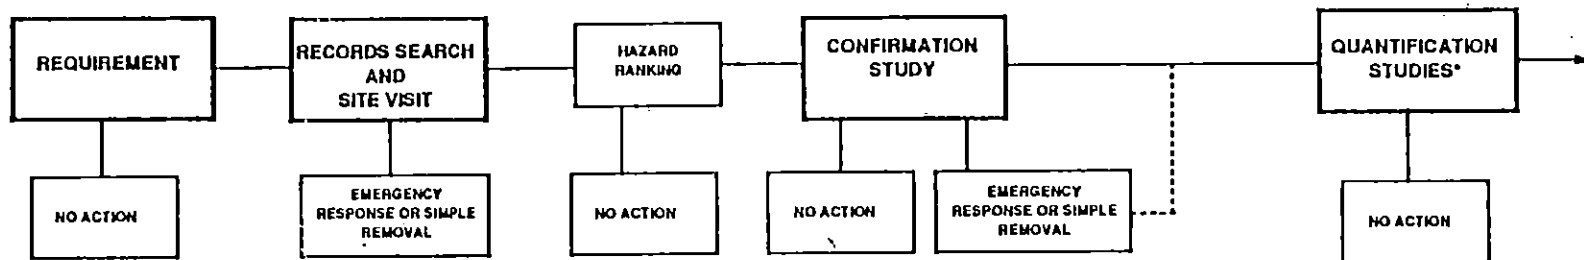 REQUIREMENT
RECORDS SEARCH
AND
SITE VISIT
HAZARD
RANKING
CONFIRMATION
STUDY
QUANTIFICATION
STUDIES*
NO ACTION
EMERGENCY
RESPONSE OR SIMPLE
REMOVAL
NO ACTION
NO ACTION
EMERGENCY
RESPONSE OR SIMPLE
REMOVAL
NO ACTION